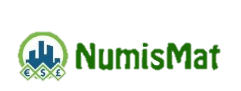 € $ £
NumisMat